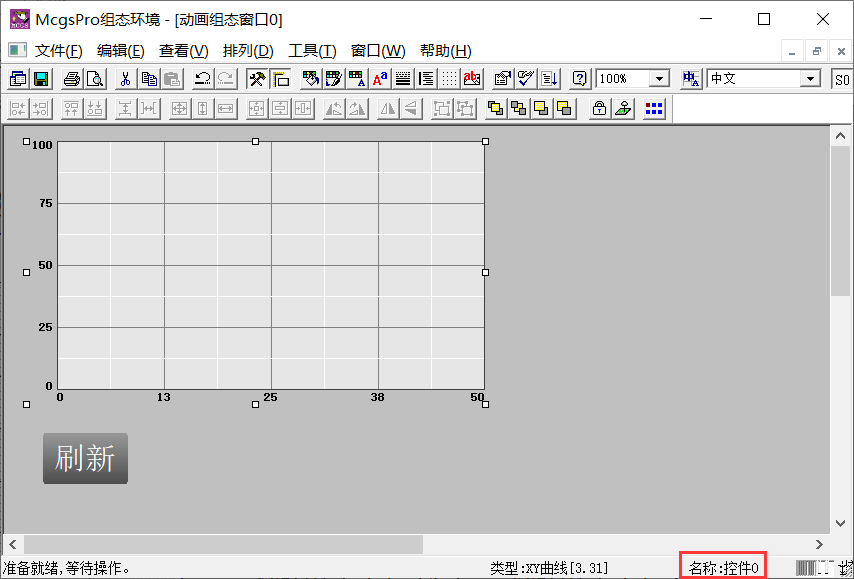 McgsPro组态环境 - [动画组态窗口0]
文件(F) 编辑(E) 查看(V) 排列(D) 工具(T) 窗口(W) 帮助(H)
100% 中文 S0
100
75
50
25
0
0 13 25 38 50
刷新
准备就绪,等待操作。 类型:XY曲线[3.31] 名称:控件0